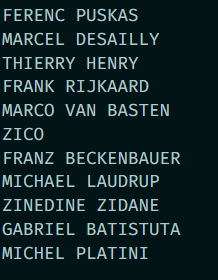 FERENC PUSKAS
MARCEL DESAILLY
THIERRY HENRY
FRANK RIJKAARD
MARCO VAN BASTEN
ZICO
FRANZ BECKENBAUER
MICHAEL LAUDRUP
ZINEDINE ZIDANE
GABRIEL BATISTUTA
MICHEL PLATINI